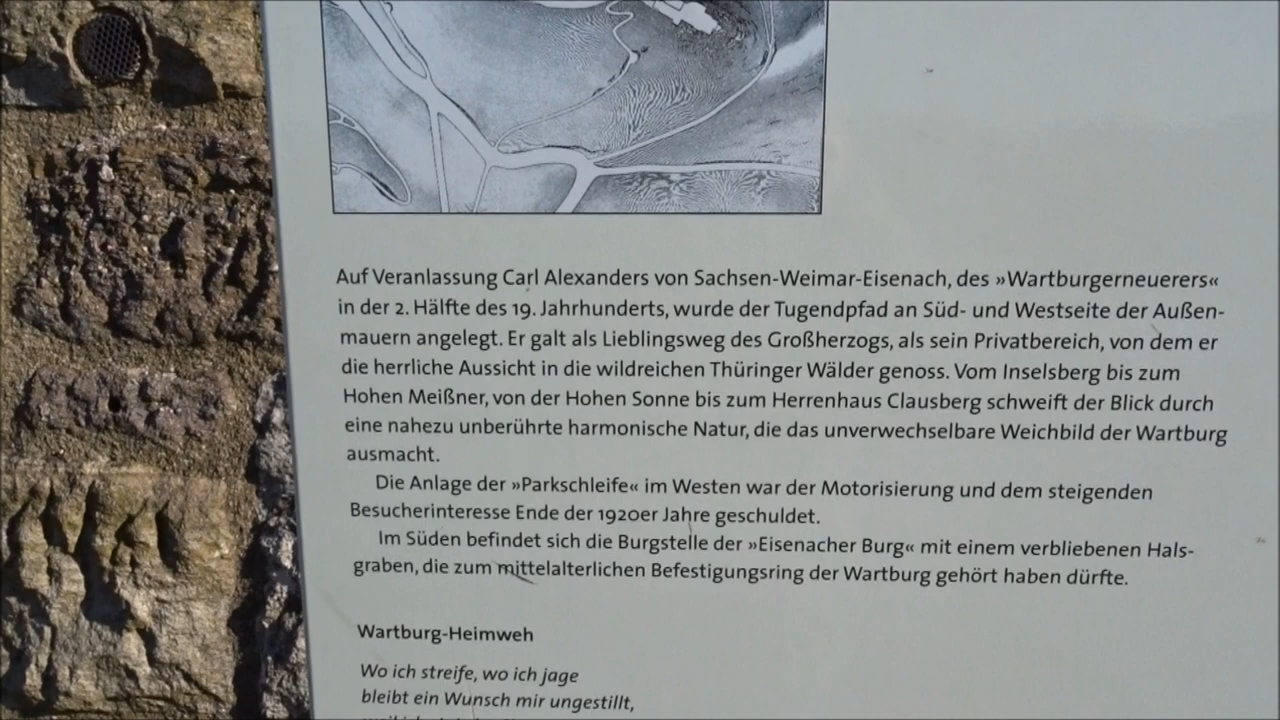 Auf Veranlassung Carl Alexanders von Sachsen-Weimar-Eisenach, des »Wartburgerneuerers«
in der 2. Hälfte des 19. Jahrhunderts, wurde der Tugendpfad an Süd- und Westseite der Außen-
mauern angelegt. Er galt als Lieblingsweg des Großherzogs, als sein Privatbereich, von dem er
die herrliche Aussicht in die wildreichen Thüringer Wälder genoss. Vom Inselsberg bis zum
Hohen Meißner, von der Hohen Sonne bis zum Herrenhaus Clausberg schweift der Blick durch
eine nahezu unberührte harmonische Natur, die das unverwechselbare Weichbild der Wartburg
ausmacht.
Die Anlage der »Parkschleife« im Westen war der Motorisierung und dem steigenden
Besucherinteresse Ende der 1920er Jahre geschuldet.
Im Süden befindet sich die Burgstelle der »Eisenacher Burg« mit einem verbliebenen Hals-
graben, die zum mittelalterlichen Befestigungsring der Wartburg gehört haben dürfte.
Wartburg-Heimweh
Wo ich streife, wo ich jage
bleibt ein Wunsch mir ungestillt,